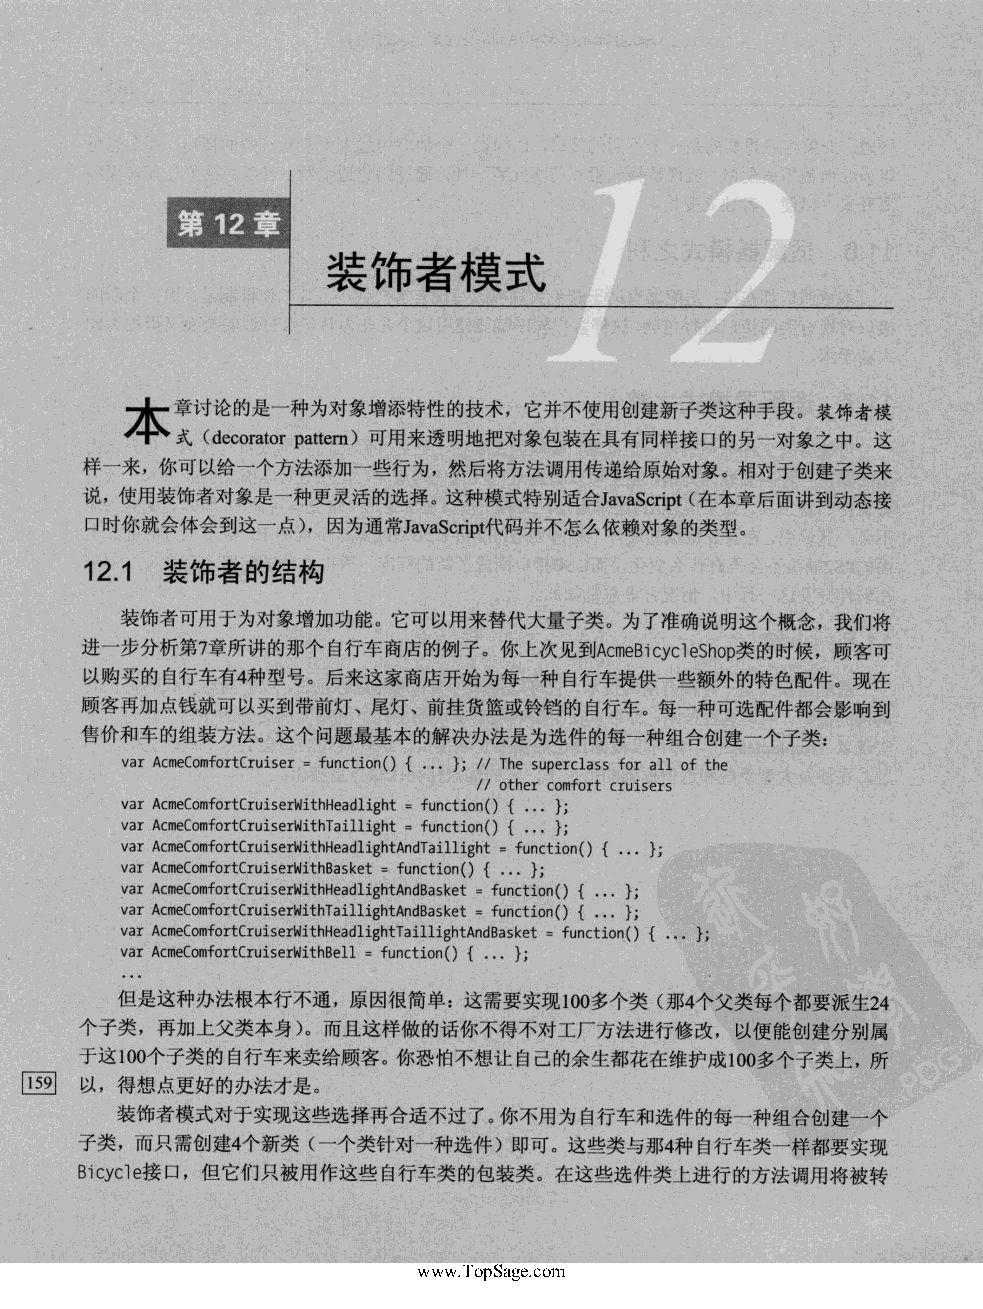 第 12 章
12
装饰者模式
本章讨论的是一种为对象增添特性的技术，它并不使用创建新子类这种手段。装饰者模
式（decorator pattern）可用来透明地把对象包装在具有同样接口的另一对象之中。这
样一来，你可以给一个方法添加一些行为，然后将方法调用传递给原始对象。相对于创建子类来
说，使用装饰者对象是一种更灵活的选择。这种模式特别适合JavaScript（在本章后面讲到动态接
口时你就会体会到这一点），因为通常JavaScript代码并不怎么依赖对象的类型。
12.1 装饰者的结构
装饰者可用于为对象增加功能。它可以用来替代大量子类。为了准确说明这个概念，我们将
进一步分析第7章所讲的那个自行车商店的例子。你上次见到AcmeBicycleShop类的时候，顾客可
以购买的自行车有4种型号。后来这家商店开始为每一种自行车提供一些额外的特色配件。现在
顾客再加点钱就可以买到带前灯、尾灯、前挂货篮或铃铛的自行车。每一种可选配件都会影响到
售价和车的组装方法。这个问题最基本的解决办法是为选件的每一种组合创建一个子类：
var AcmeComfortCruiser = function() { ... }; // The superclass for all of the
// other comfort cruisers
var AcmeComfortCruiserWithHeadlight = function() { ... };
var AcmeComfortCruiserWithTaillight = function() { ... };
var AcmeComfortCruiserWithHeadlightAndTaillight = function() { ... };
var AcmeComfortCruiserWithBasket = function() { ... };
var AcmeComfortCruiserWithHeadlightAndBasket = function() { ... };
var AcmeComfortCruiserWithTaillightAndBasket = function() { ... };
var AcmeComfortCruiserWithHeadlightTaillightAndBasket = function() { ... };
var AcmeComfortCruiserWithBell = function() { ... };
...
但是这种办法根本行不通，原因很简单：这需要实现100多个类（那4个父类每个都要派生24
个子类，再加上父类本身）。而且这样做的话你不得不对工厂方法进行修改，以便能创建分别属
于这100个子类的自行车来卖给顾客。你恐怕不想让自己的余生都花在维护成100多个子类上，所
159 以，得想点更好的办法才是。
装饰者模式对于实现这些选择再合适不过了。你不用为自行车和选件的每一种组合创建一个
子类，而只需创建4个新类（一个类针对一种选件）即可。这些类与那4种自行车类一样都要实现
Bicycle接口，但它们只被用作这些自行车类的包装类。在这些选件类上进行的方法调用将被转
PDG
www.TopSage.com